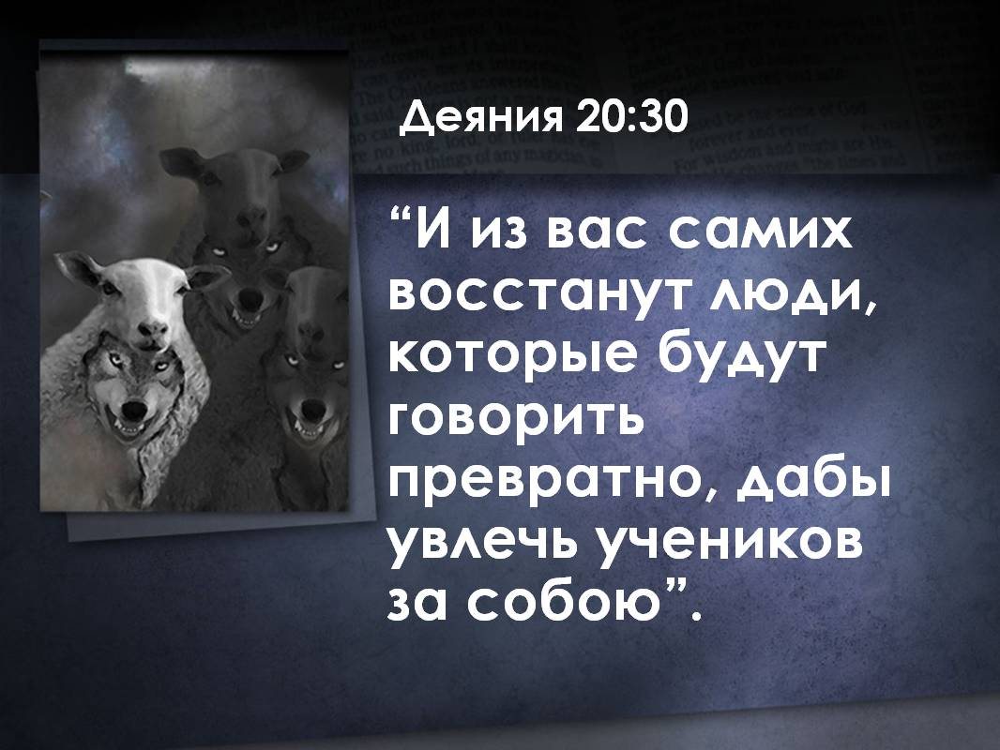 Деяния 20:30
“И из вас самих
восстанут люди,
которые будут
говорить
превратно, дабы
увлечь учеников
за собою”.